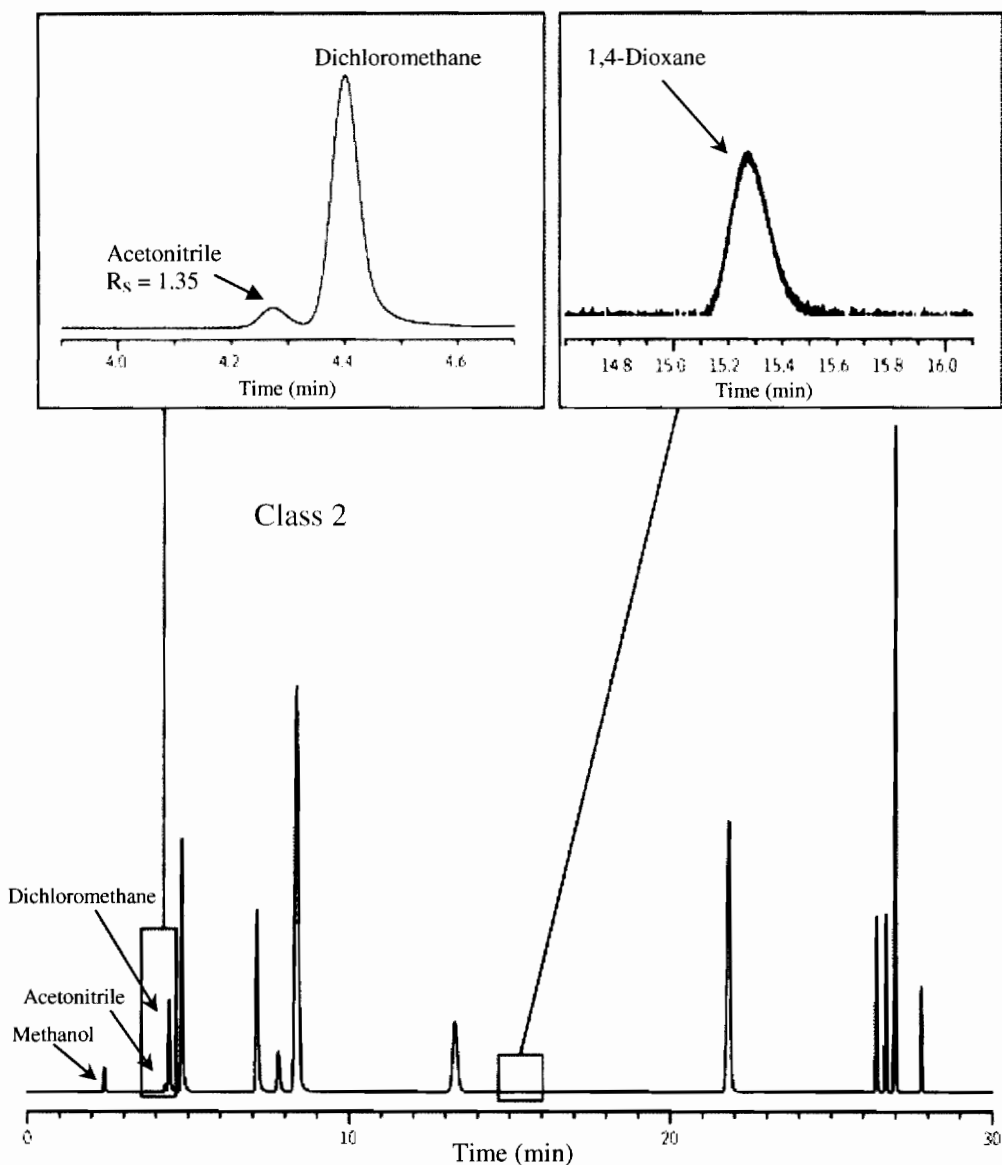 Dichloromethane
Acetonitrile
R_S = 1.35
4.0 4.2 4.4 4.6
Time (min)
1,4-Dioxane
14.8 15.0 15.2 15.4 15.6 15.8 16.0
Time (min)
Class 2
Dichloromethane
Acetonitrile
Methanol
0 10 20 30
Time (min)